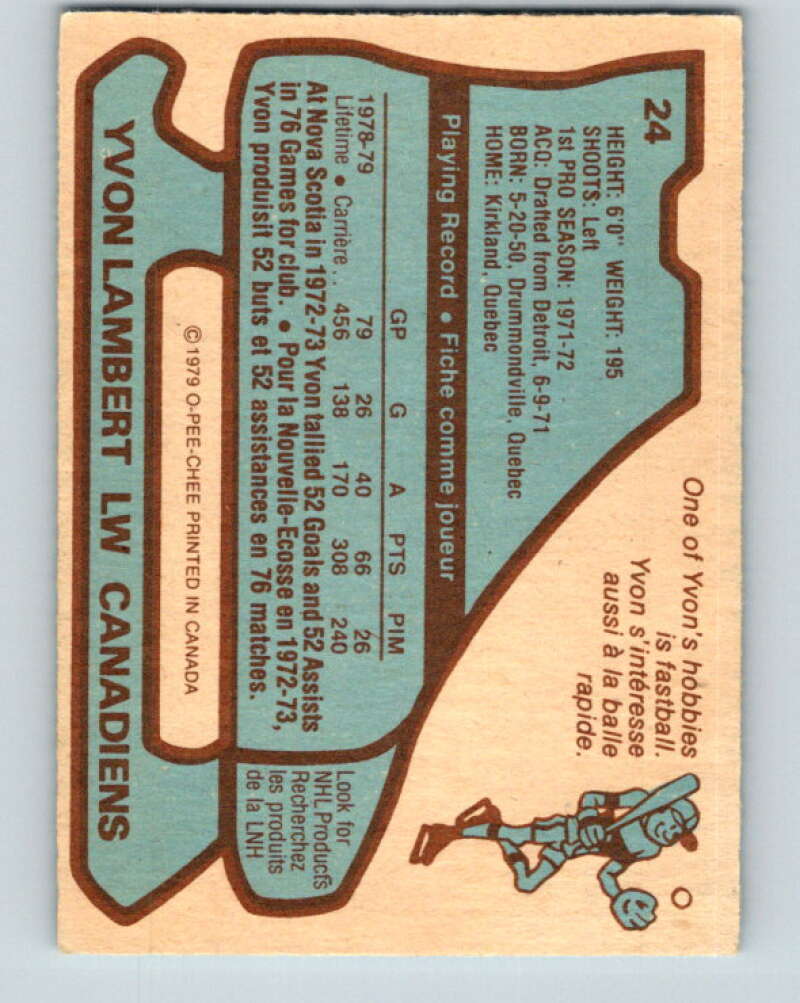 24
HEIGHT: 6'0" WEIGHT: 195
SHOOTS: Left
1st PRO SEASON: 1971-72
ACQ: Drafted from Detroit, 6-9-71
BORN: 5-20-50, Drummondville, Quebec
HOME: Kirkland, Quebec
One of Yvon's hobbies
is fastball.
Yvon s'intéresse
aussi à la balle
rapide.
Playing Record • Fiche comme joueur
GP G A PTS PIM
1978-79 79 26 40 66 26
Lifetime • Carrière .. 456 138 170 308 240
At Nova Scotia in 1972-73 Yvon tallied 52 Goals and 52 Assists
in 76 Games for club. • Pour la Nouvelle-Ecosse en 1972-73,
Yvon produisit 52 buts et 52 assistances en 76 matches.
Look for
NHL Products
Recherchez
les produits
de la LNH
© 1979 O-PEE-CHEE PRINTED IN CANADA
YVON LAMBERT LW CANADIENS